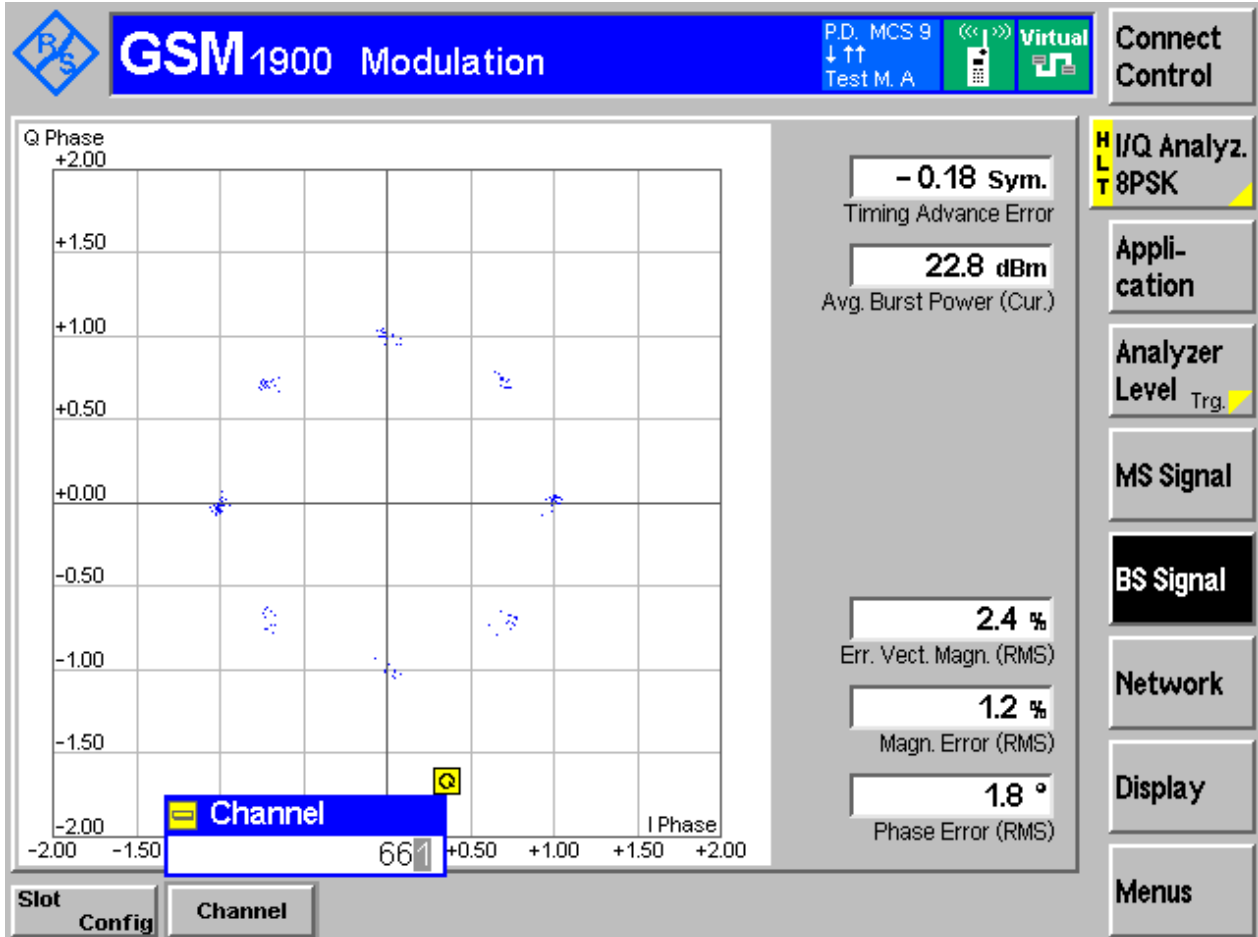 R/S
GSM 1900 Modulation
P.D. MCS 9
↓ ↑↑
Test M. A
Virtual
Connect
Control
Q Phase
+2.00
+1.50
+1.00
+0.50
+0.00
-0.50
-1.00
-1.50
-2.00
I Phase
-2.00 -1.50 +0.50 +1.00 +1.50 +2.00
Channel
661
Q
- 0.18 Sym.
Timing Advance Error
22.8 dBm
Avg. Burst Power (Cur.)
2.4 %
Err. Vect. Magn. (RMS)
1.2 %
Magn. Error (RMS)
1.8 °
Phase Error (RMS)
HLT
I/Q Analyz.
8PSK
Appli-
cation
Analyzer
Level Trg.
MS Signal
BS Signal
Network
Display
Menus
Slot
Config
Channel